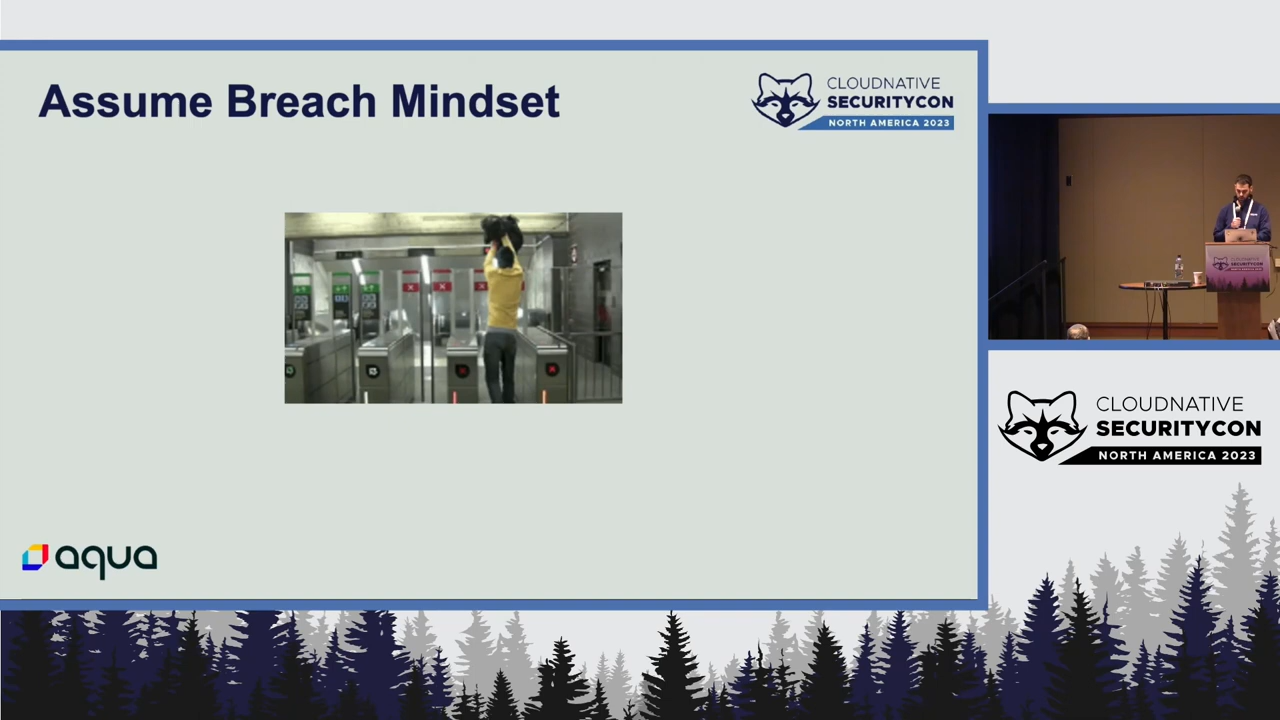 Assume Breach Mindset
CLOUDNATIVE
SECURITYCON
NORTH AMERICA 2023
aqua
CLOUDNATIVE
SECURITYCON
NORTH AMERICA 2023